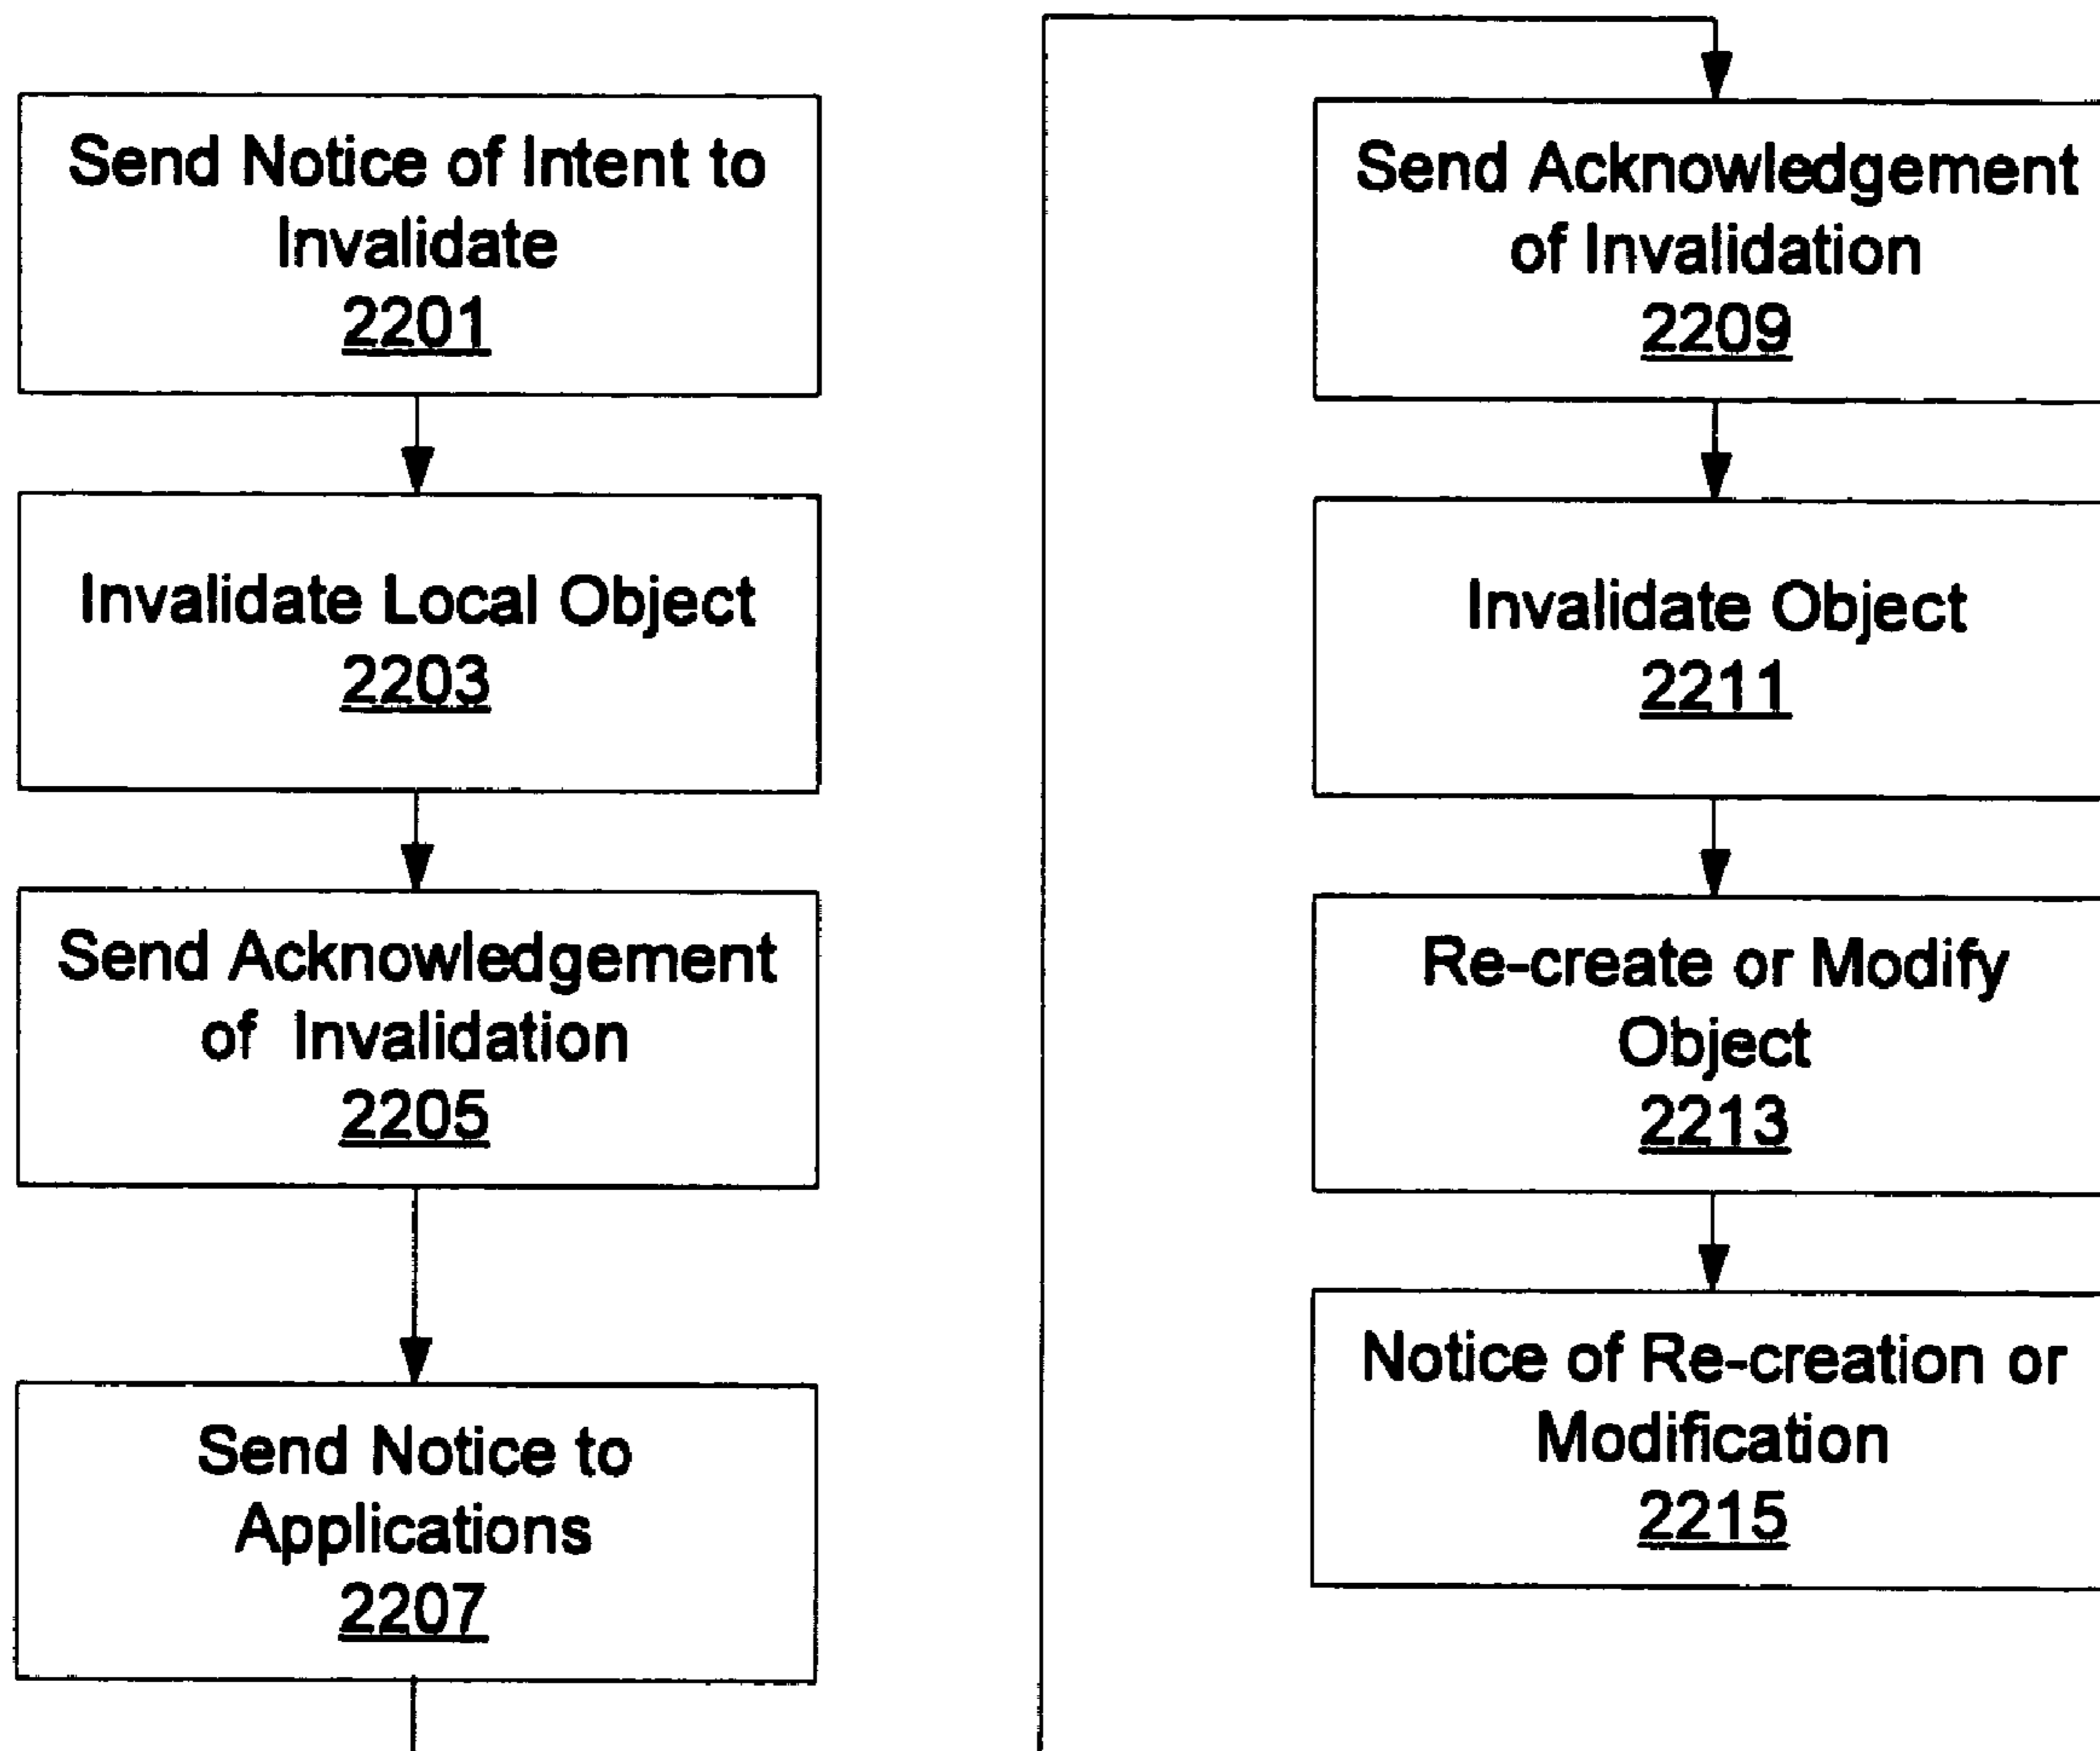 Send Notice of Intent to
Invalidate
2201
Invalidate Local Object
2203
Send Acknowledgement
of Invalidation
2205
Send Notice to
Applications
2207
Send Acknowledgement
of Invalidation
2209
Invalidate Object
2211
Re-create or Modify
Object
2213
Notice of Re-creation or
Modification
2215